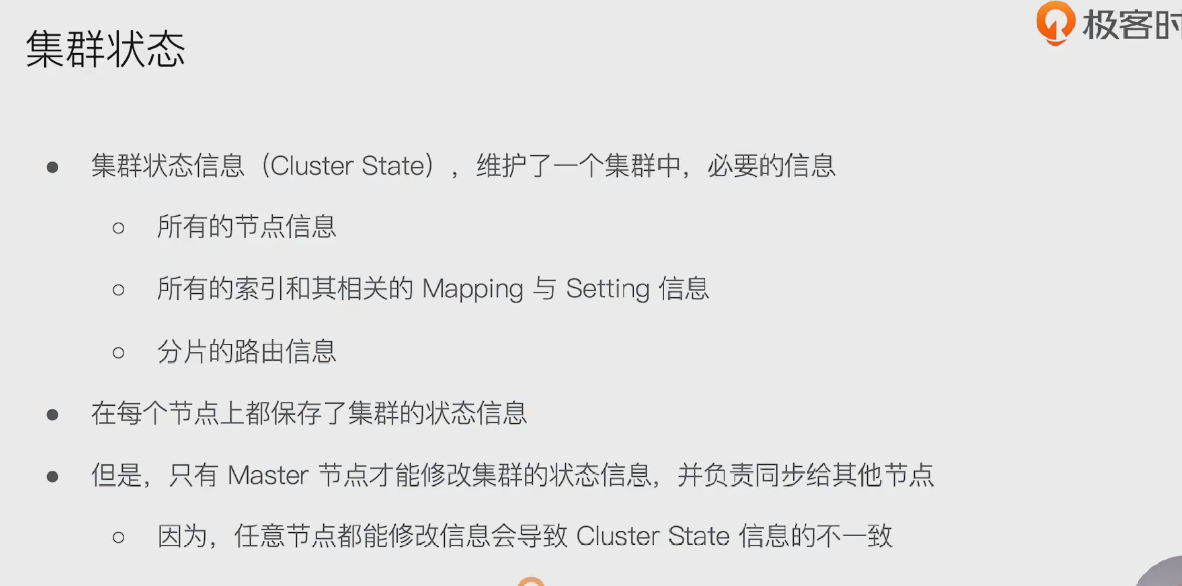 极客时
集群状态
集群状态信息（Cluster State），维护了一个集群中，必要的信息
所有的节点信息
所有的索引和其相关的 Mapping 与 Setting 信息
分片的路由信息
在每个节点上都保存了集群的状态信息
但是，只有 Master 节点才能修改集群的状态信息，并负责同步给其他节点
因为，任意节点都能修改信息会导致 Cluster State 信息的不一致